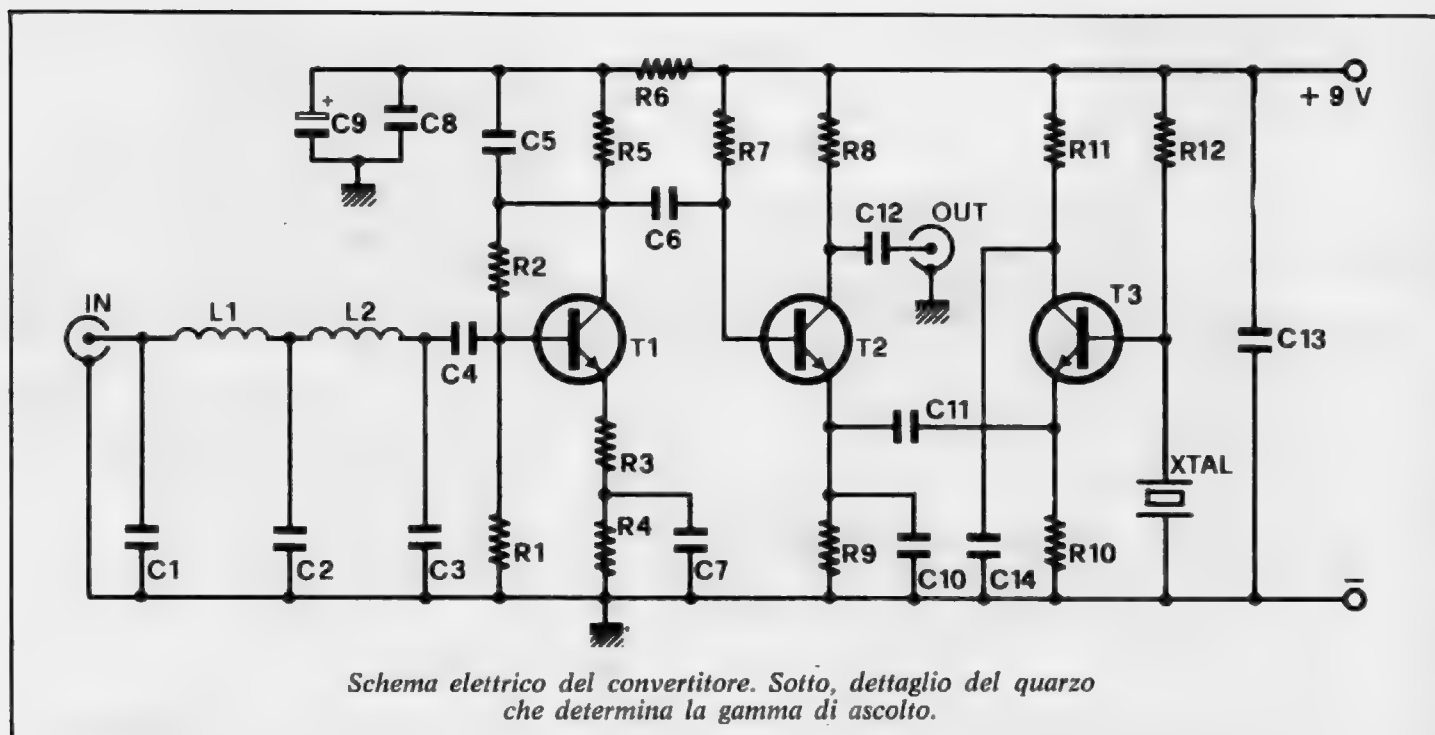 R6
+ 9 V
+
C9
C8
C5
R5
R7
R8
R11
R12
C6
C12
OUT
R2
IN
L1
L2
C4
T1
T2
T3
C13
C11
XTAL
R3
R4
C1
C2
C3
R1
C7
R9
C10
C14
R10
–
Schema elettrico del convertitore. Sotto, dettaglio del quarzo
che determina la gamma di ascolto.